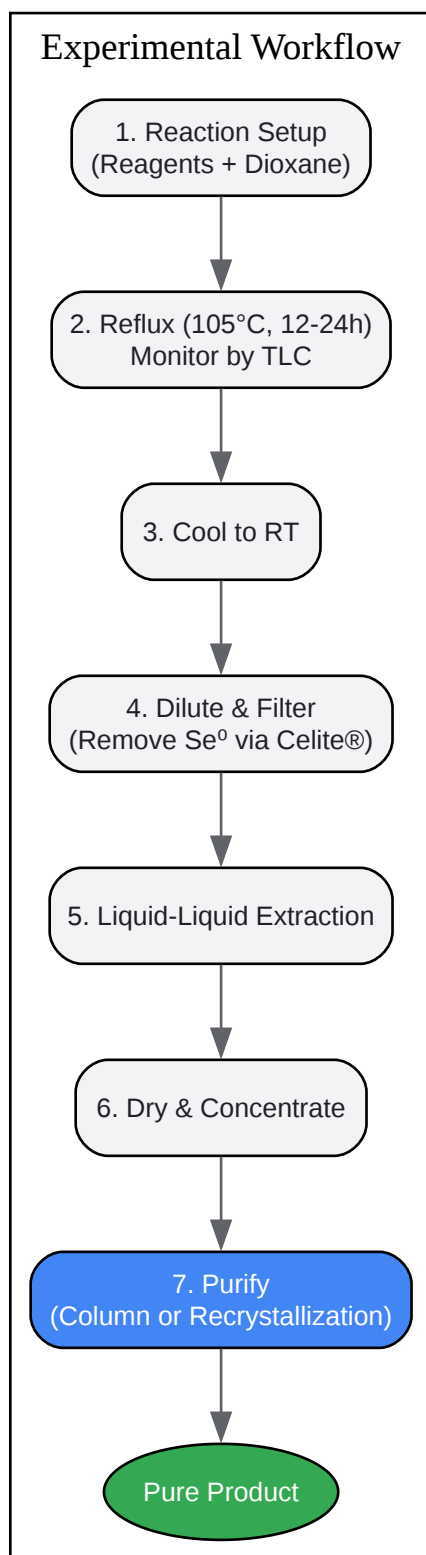 Experimental Workflow
1. Reaction Setup
(Reagents + Dioxane)
2. Reflux (105°C, 12-24h)
Monitor by TLC
3. Cool to RT
4. Dilute & Filter
(Remove Se⁰ via Celite®)
5. Liquid-Liquid Extraction
6. Dry & Concentrate
7. Purify
(Column or Recrystallization)
Pure Product